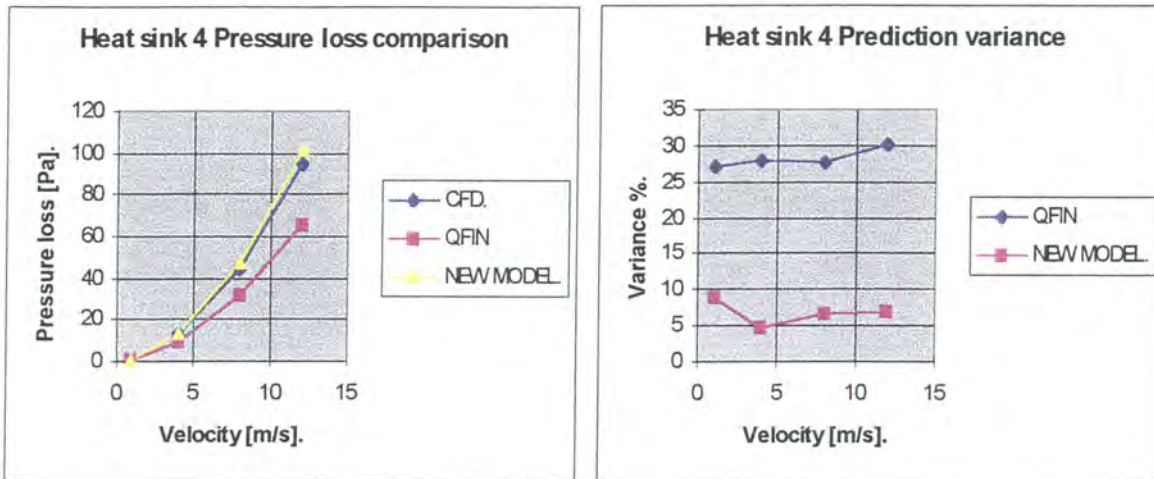 Heat sink 4 Pressure loss comparison
Pressure loss [Pa].
120
100
80
60
40
20
0
0 5 10 15
Velocity [m/s].
CFD.
QFIN
NEW MODEL.
Heat sink 4 Prediction variance
Variance %.
35
30
25
20
15
10
5
0
0 5 10 15
Velocity [m/s].
QFIN
NEW MODEL.